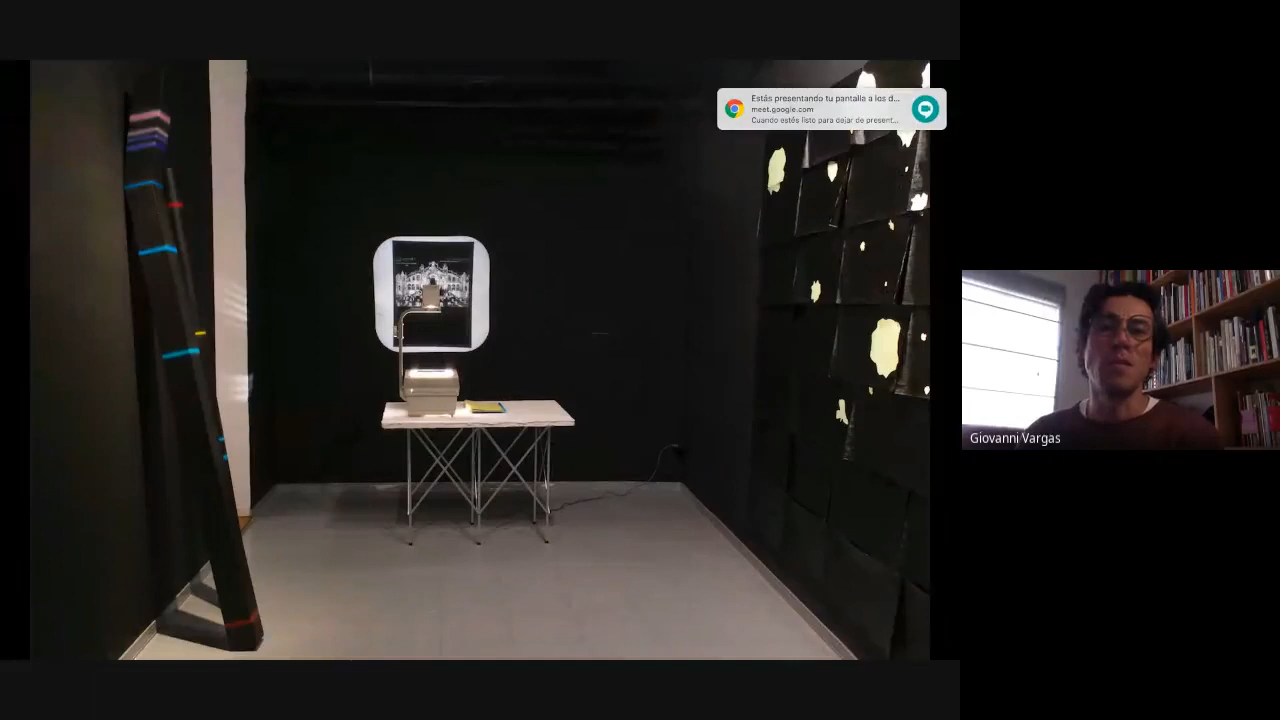 Estás presentando tu pantalla a los d...
meet.google.com
Cuando estés listo para dejar de present...
Giovanni Vargas